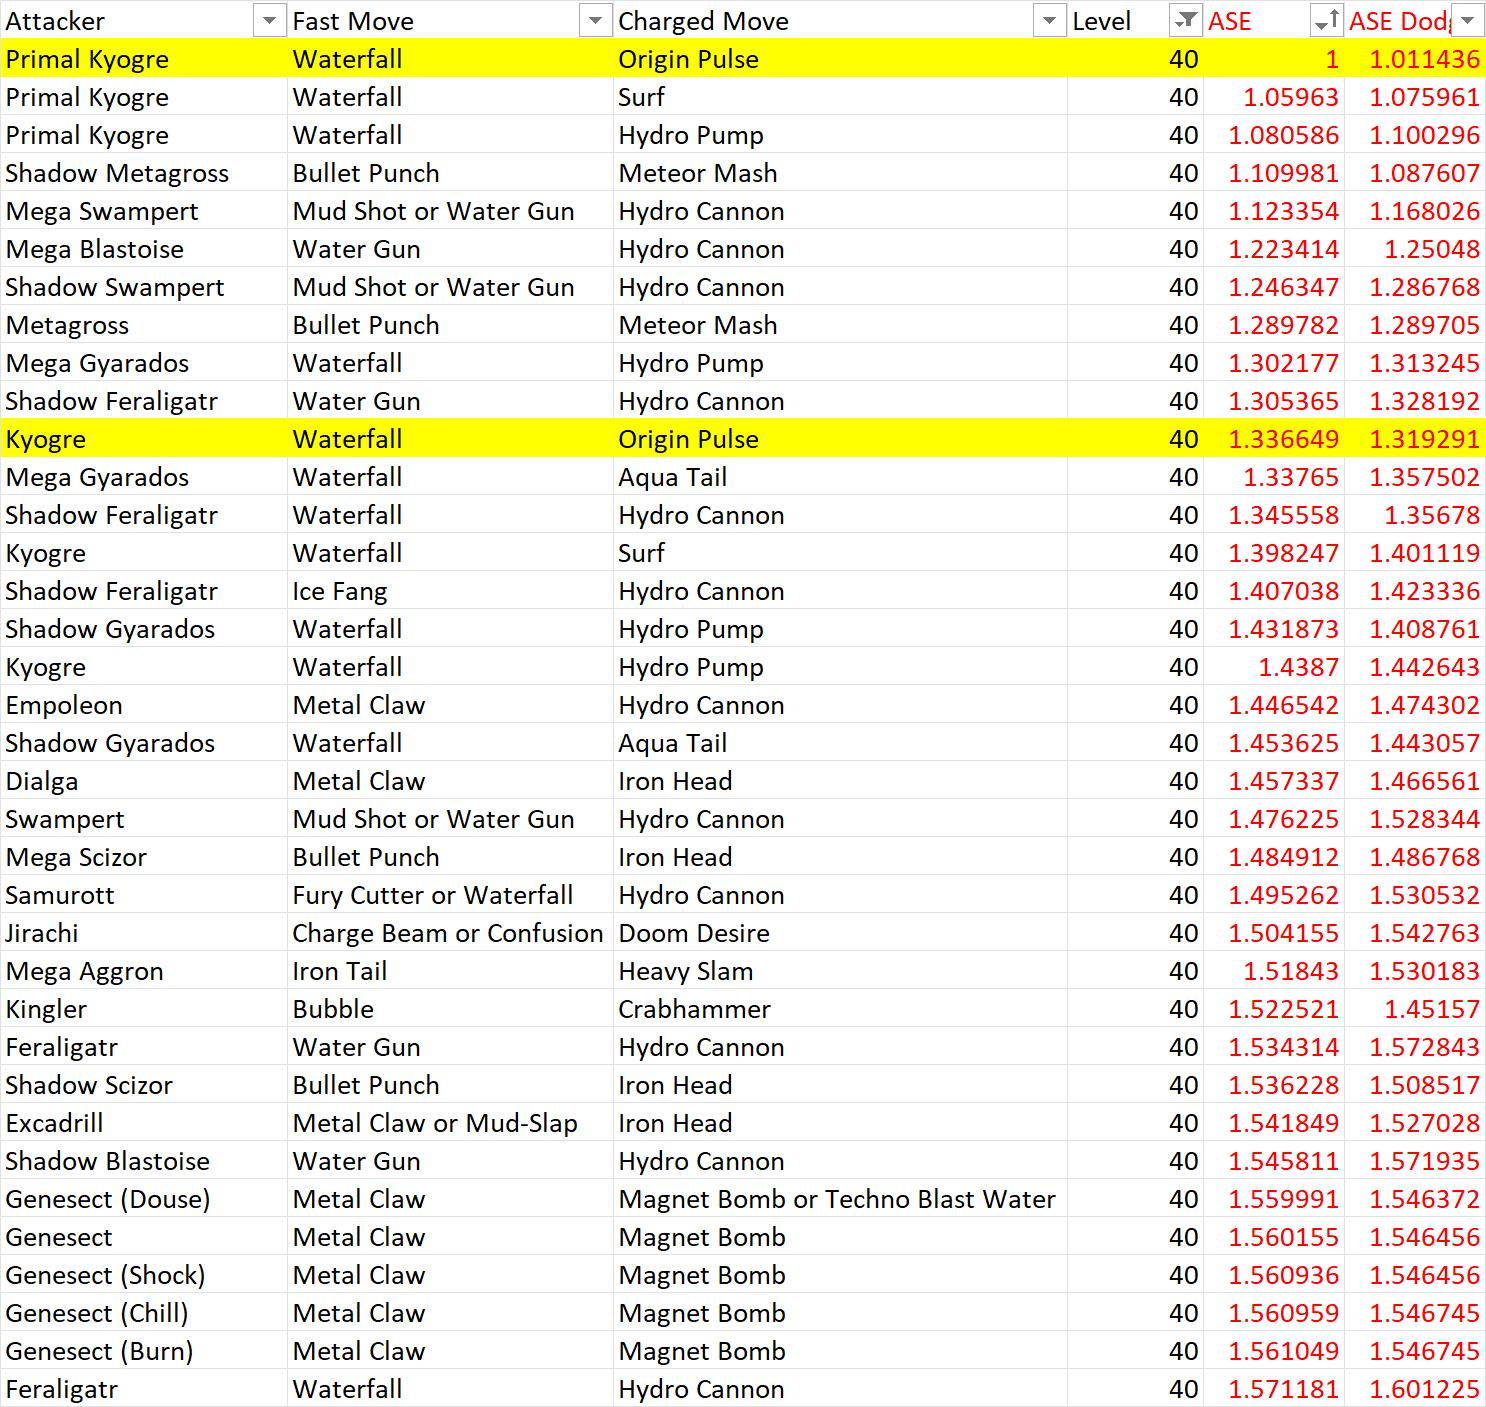 Attacker Fast Move Charged Move Level ASE ASE Dodg
Primal Kyogre Waterfall Origin Pulse 40 1 1.011436
Primal Kyogre Waterfall Surf 40 1.05963 1.075961
Primal Kyogre Waterfall Hydro Pump 40 1.080586 1.100296
Shadow Metagross Bullet Punch Meteor Mash 40 1.109981 1.087607
Mega Swampert Mud Shot or Water Gun Hydro Cannon 40 1.123354 1.168026
Mega Blastoise Water Gun Hydro Cannon 40 1.223414 1.25048
Shadow Swampert Mud Shot or Water Gun Hydro Cannon 40 1.246347 1.286768
Metagross Bullet Punch Meteor Mash 40 1.289782 1.289705
Mega Gyarados Waterfall Hydro Pump 40 1.302177 1.313245
Shadow Feraligatr Water Gun Hydro Cannon 40 1.305365 1.328192
Kyogre Waterfall Origin Pulse 40 1.336649 1.319291
Mega Gyarados Waterfall Aqua Tail 40 1.33765 1.357502
Shadow Feraligatr Waterfall Hydro Cannon 40 1.345558 1.35678
Kyogre Waterfall Surf 40 1.398247 1.401119
Shadow Feraligatr Ice Fang Hydro Cannon 40 1.407038 1.423336
Shadow Gyarados Waterfall Hydro Pump 40 1.431873 1.408761
Kyogre Waterfall Hydro Pump 40 1.4387 1.442643
Empoleon Metal Claw Hydro Cannon 40 1.446542 1.474302
Shadow Gyarados Waterfall Aqua Tail 40 1.453625 1.443057
Dialga Metal Claw Iron Head 40 1.457337 1.466561
Swampert Mud Shot or Water Gun Hydro Cannon 40 1.476225 1.528344
Mega Scizor Bullet Punch Iron Head 40 1.484912 1.486768
Samurott Fury Cutter or Waterfall Hydro Cannon 40 1.495262 1.530532
Jirachi Charge Beam or Confusion Doom Desire 40 1.504155 1.542763
Mega Aggron Iron Tail Heavy Slam 40 1.51843 1.530183
Kingler Bubble Crabhammer 40 1.522521 1.45157
Feraligatr Water Gun Hydro Cannon 40 1.534314 1.572843
Shadow Scizor Bullet Punch Iron Head 40 1.536228 1.508517
Excadrill Metal Claw or Mud-Slap Iron Head 40 1.541849 1.527028
Shadow Blastoise Water Gun Hydro Cannon 40 1.545811 1.571935
Genesect (Douse) Metal Claw Magnet Bomb or Techno Blast Water 40 1.559991 1.546372
Genesect Metal Claw Magnet Bomb 40 1.560155 1.546456
Genesect (Shock) Metal Claw Magnet Bomb 40 1.560936 1.546456
Genesect (Chill) Metal Claw Magnet Bomb 40 1.560959 1.546745
Genesect (Burn) Metal Claw Magnet Bomb 40 1.561049 1.546745
Feraligatr Waterfall Hydro Cannon 40 1.571181 1.601225